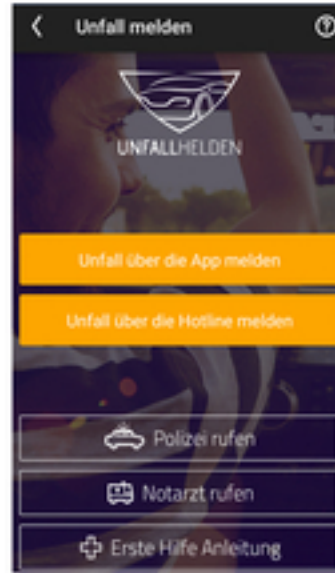 Unfall melden
UNFALLHELDEN
Unfall über die App melden
Unfall über die Hotline melden
Polizei rufen
Notarzt rufen
Erste Hilfe Anleitung